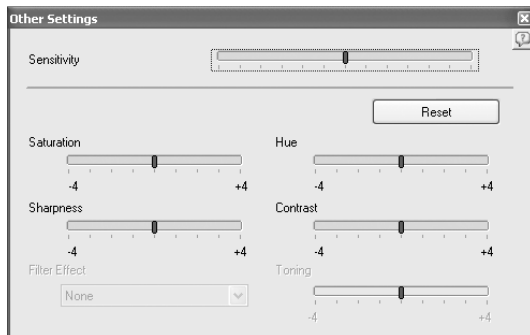 Other Settings
Sensitivity
Reset
Saturation
-4 +4
Hue
-4 +4
Sharpness
-4 +4
Contrast
-4 +4
Filter Effect
None
Toning
-4 +4